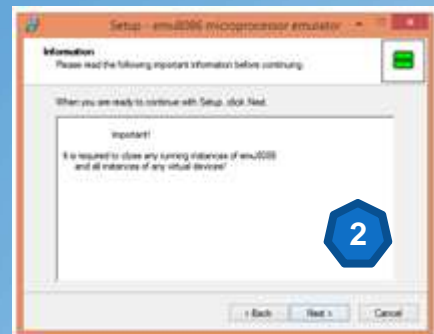 Setup - emu8086 microprocessor emulator
Information
Please read the following important information before continuing.
When you are ready to continue with Setup, click Next.
Important!
It is required to close any running instances of emu8086
and all instances of any virtual devices!
2
< Back
Next >
Cancel